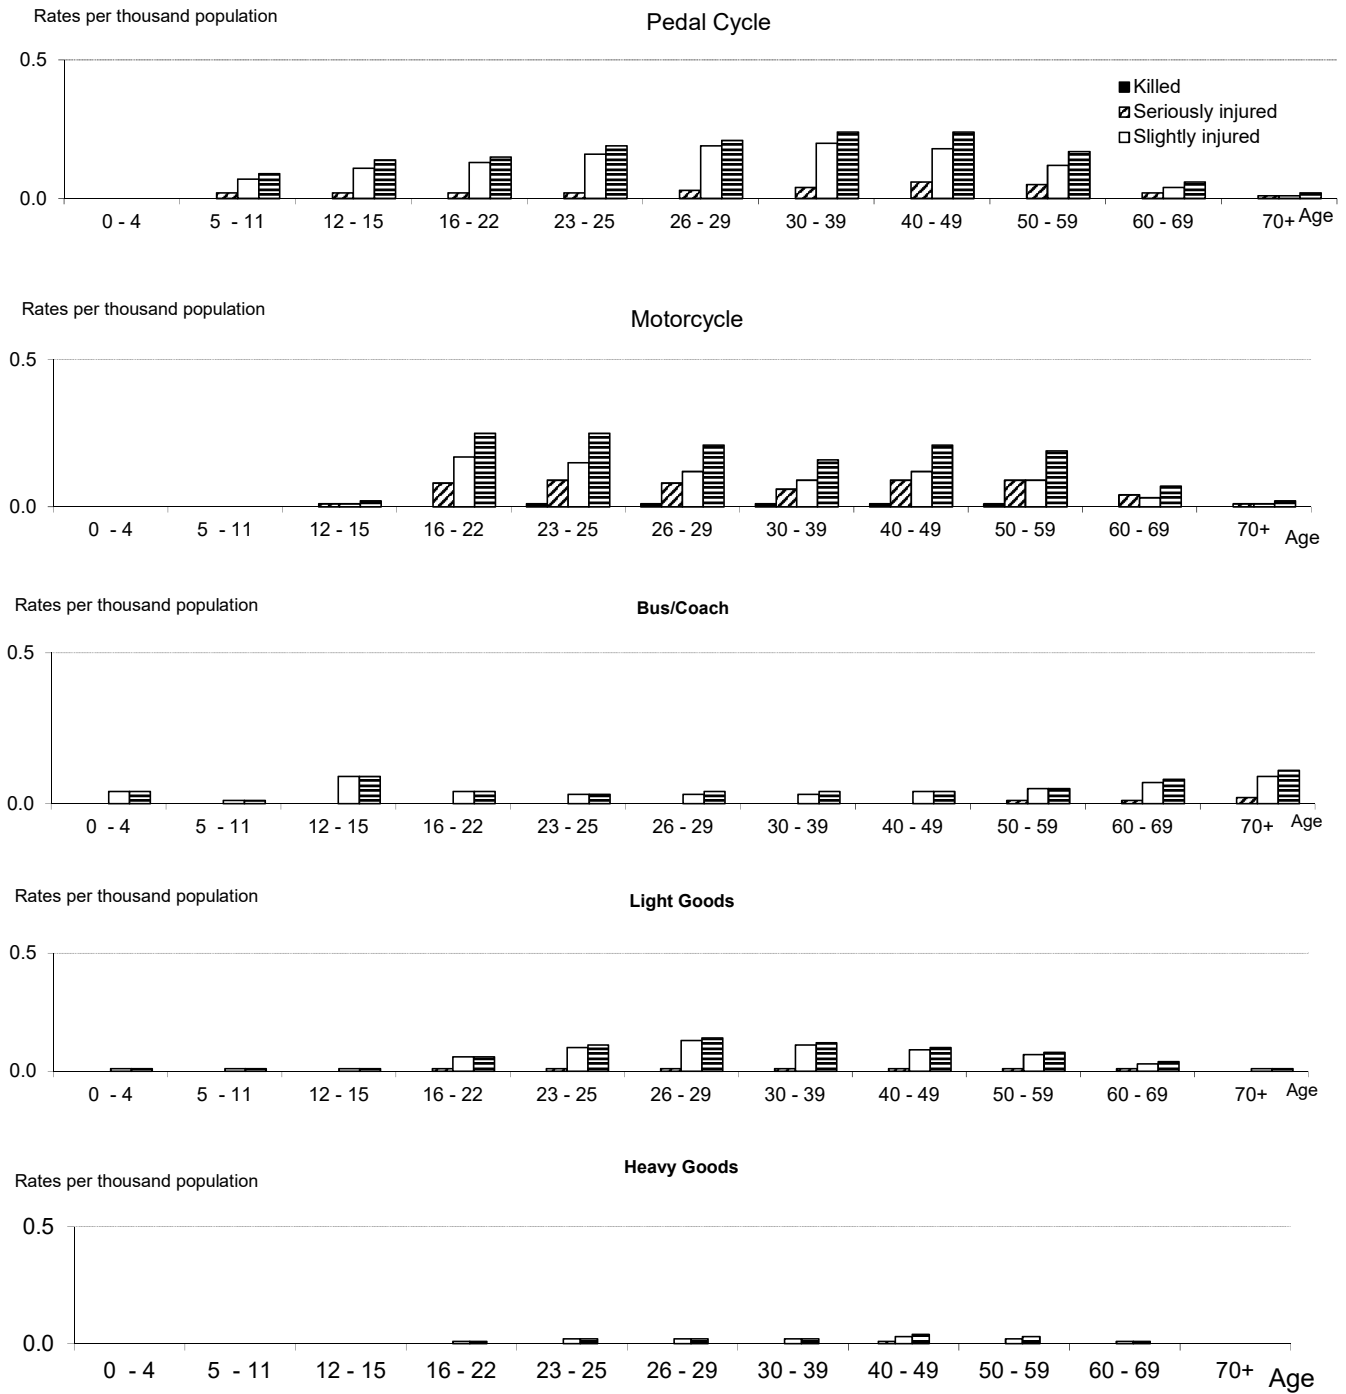 Rates per thousand population
Pedal Cycle
0.5
Killed
Seriously injured
Slightly injured
0.0
0 - 4 5 - 11 12 - 15 16 - 22 23 - 25 26 - 29 30 - 39 40 - 49 50 - 59 60 - 69 70+ Age
Rates per thousand population
Motorcycle
0.5
0.0
0 - 4 5 - 11 12 - 15 16 - 22 23 - 25 26 - 29 30 - 39 40 - 49 50 - 59 60 - 69 70+ Age
Rates per thousand population
Bus/Coach
0.5
0.0
0 - 4 5 - 11 12 - 15 16 - 22 23 - 25 26 - 29 30 - 39 40 - 49 50 - 59 60 - 69 70+ Age
Rates per thousand population
Light Goods
0.5
0.0
0 - 4 5 - 11 12 - 15 16 - 22 23 - 25 26 - 29 30 - 39 40 - 49 50 - 59 60 - 69 70+ Age
Heavy Goods
Rates per thousand population
0.5
0.0
0 - 4 5 - 11 12 - 15 16 - 22 23 - 25 26 - 29 30 - 39 40 - 49 50 - 59 60 - 69 70+ Age